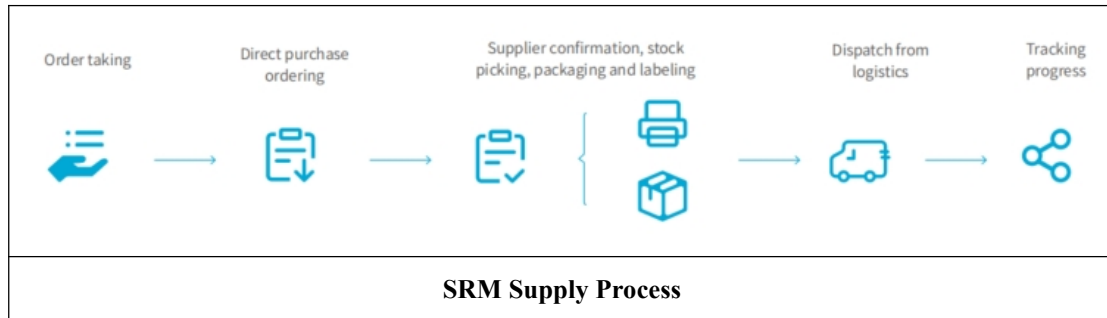 Order taking
Direct purchase
ordering
Supplier confirmation, stock
picking, packaging and labeling
Dispatch from
logistics
Tracking
progress
SRM Supply Process